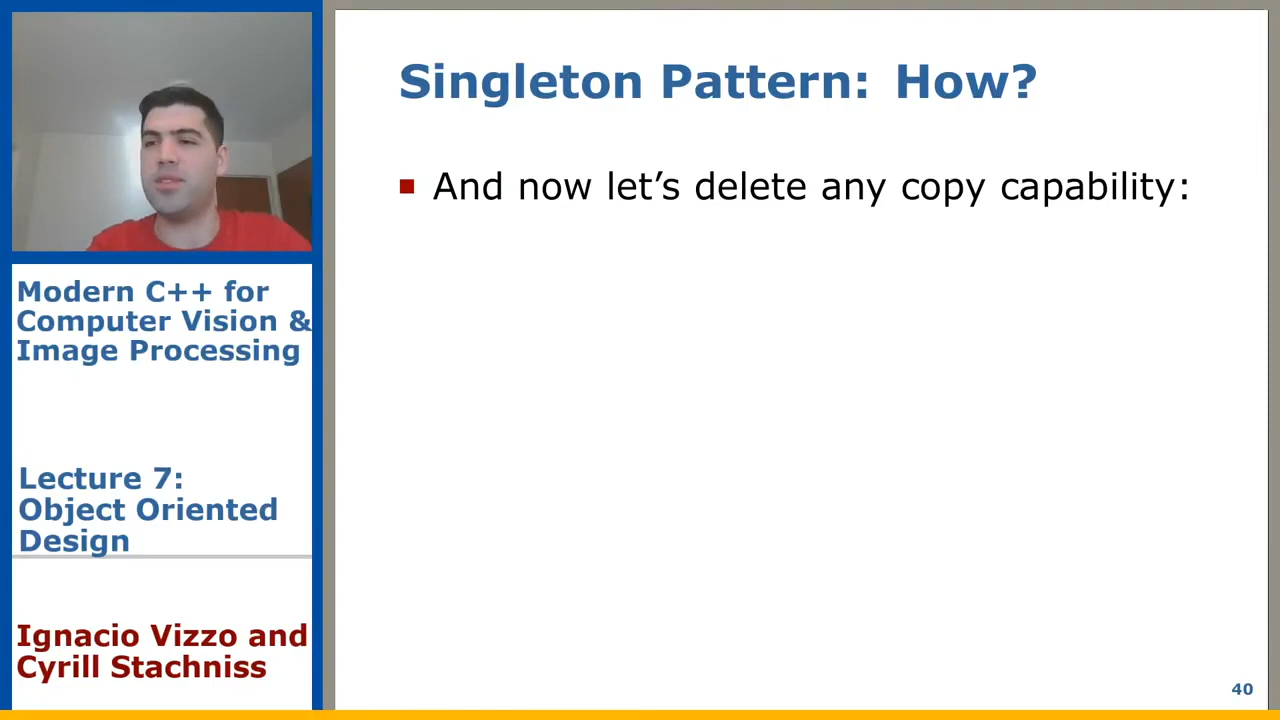 Singleton Pattern: How?
And now let’s delete any copy capability:
Modern C++ for
Computer Vision &
Image Processing
Lecture 7:
Object Oriented
Design
Ignacio Vizzo and
Cyrill Stachniss
40